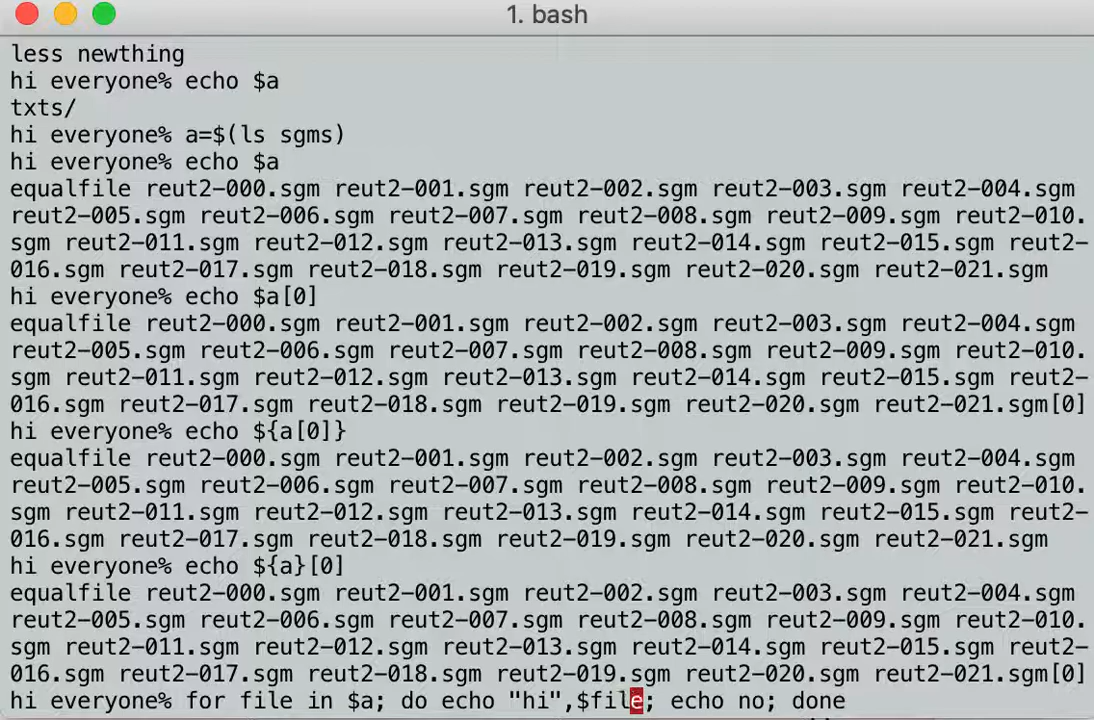 1. bash
less newthing
hi everyone% echo $a
txts/
hi everyone% a=$(ls sgms)
hi everyone% echo $a
equalfile reut2-000.sgm reut2-001.sgm reut2-002.sgm reut2-003.sgm reut2-004.sgm
reut2-005.sgm reut2-006.sgm reut2-007.sgm reut2-008.sgm reut2-009.sgm reut2-010.
sgm reut2-011.sgm reut2-012.sgm reut2-013.sgm reut2-014.sgm reut2-015.sgm reut2-
016.sgm reut2-017.sgm reut2-018.sgm reut2-019.sgm reut2-020.sgm reut2-021.sgm
hi everyone% echo $a[0]
equalfile reut2-000.sgm reut2-001.sgm reut2-002.sgm reut2-003.sgm reut2-004.sgm
reut2-005.sgm reut2-006.sgm reut2-007.sgm reut2-008.sgm reut2-009.sgm reut2-010.
sgm reut2-011.sgm reut2-012.sgm reut2-013.sgm reut2-014.sgm reut2-015.sgm reut2-
016.sgm reut2-017.sgm reut2-018.sgm reut2-019.sgm reut2-020.sgm reut2-021.sgm[0]
hi everyone% echo ${a[0]}
equalfile reut2-000.sgm reut2-001.sgm reut2-002.sgm reut2-003.sgm reut2-004.sgm
reut2-005.sgm reut2-006.sgm reut2-007.sgm reut2-008.sgm reut2-009.sgm reut2-010.
sgm reut2-011.sgm reut2-012.sgm reut2-013.sgm reut2-014.sgm reut2-015.sgm reut2-
016.sgm reut2-017.sgm reut2-018.sgm reut2-019.sgm reut2-020.sgm reut2-021.sgm
hi everyone% echo ${a}[0]
equalfile reut2-000.sgm reut2-001.sgm reut2-002.sgm reut2-003.sgm reut2-004.sgm
reut2-005.sgm reut2-006.sgm reut2-007.sgm reut2-008.sgm reut2-009.sgm reut2-010.
sgm reut2-011.sgm reut2-012.sgm reut2-013.sgm reut2-014.sgm reut2-015.sgm reut2-
016.sgm reut2-017.sgm reut2-018.sgm reut2-019.sgm reut2-020.sgm reut2-021.sgm[0]
hi everyone% for file in $a; do echo "hi",$file; echo no; done